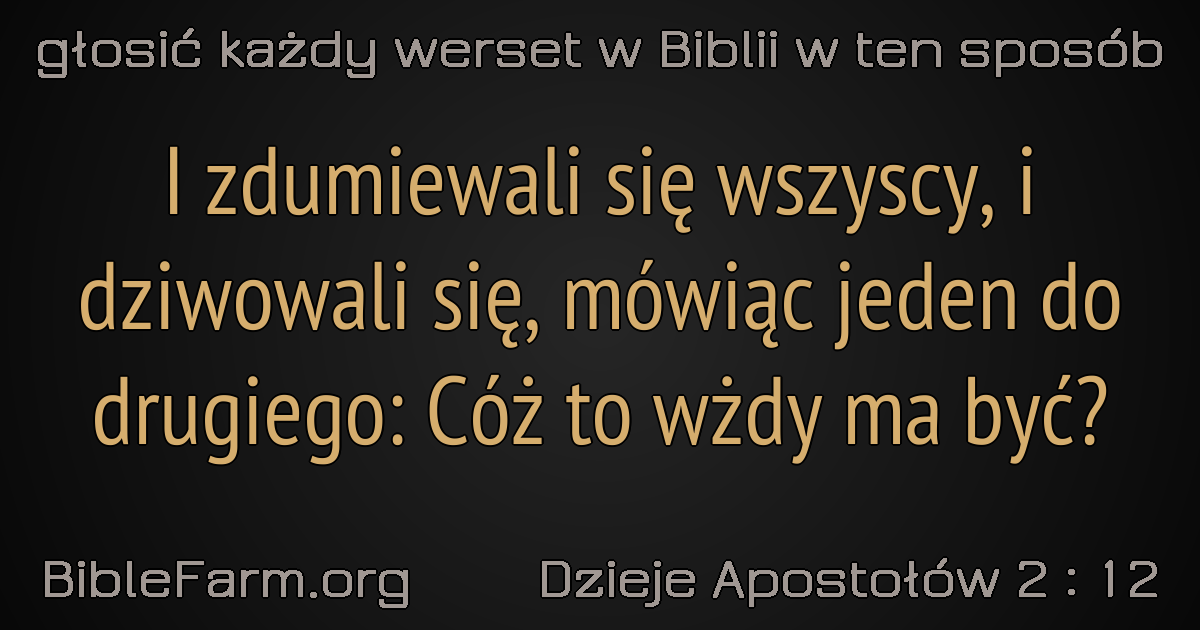 głosić każdy werset w Biblii w ten sposób
I zdumiewali się wszyscy, i
dziwowali się, mówiąc jeden do
drugiego: Cóż to wżdy ma być?
BibleFarm.org
Dzieje Apostołów 2 : 12